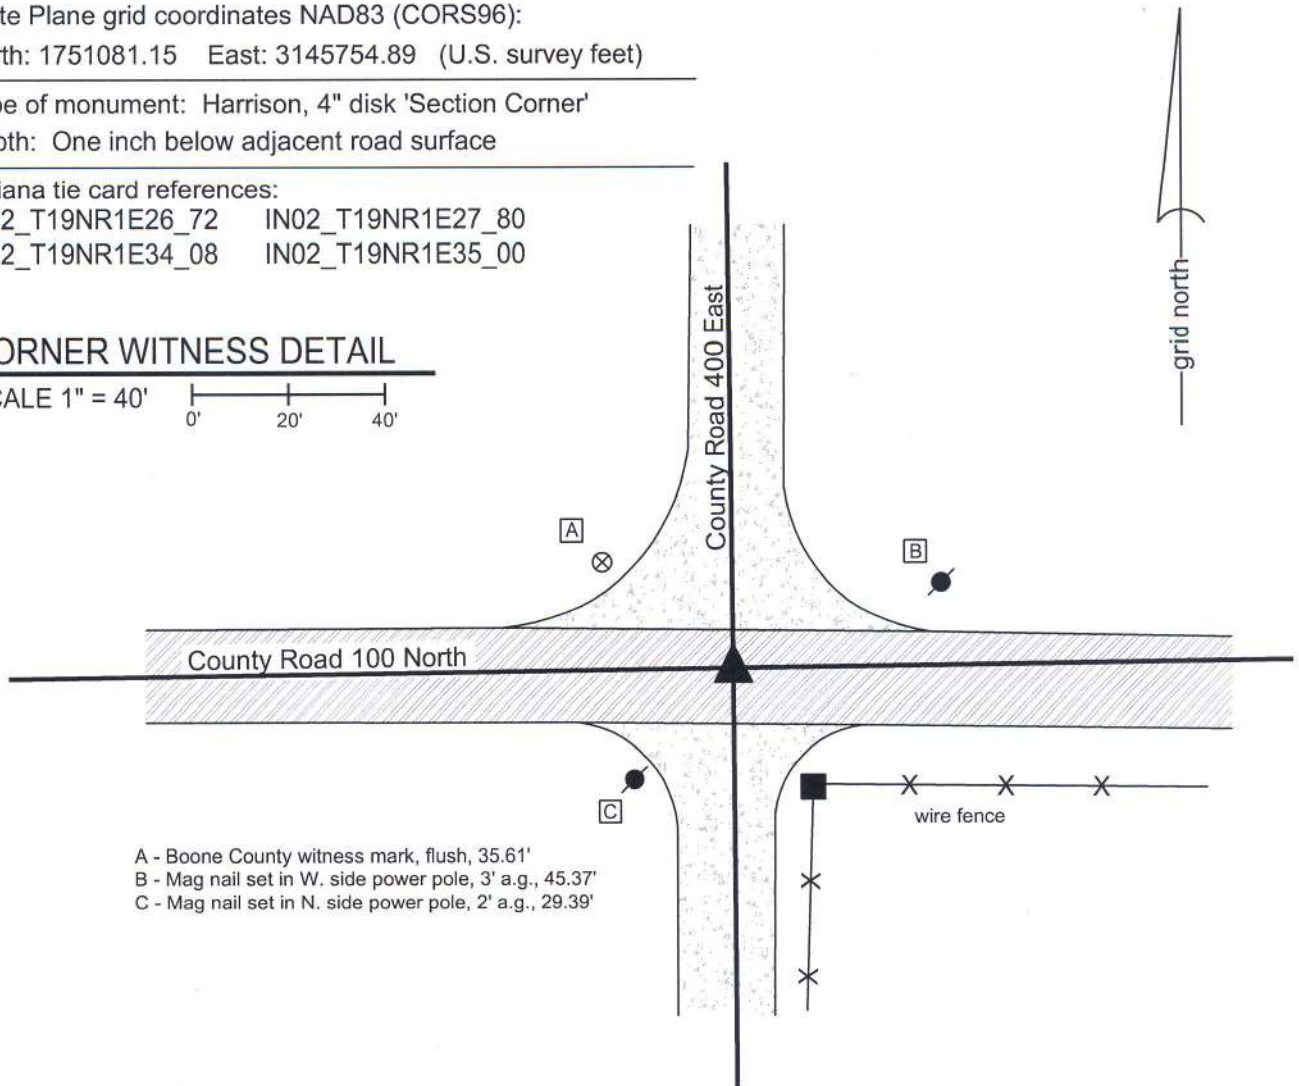 te Plane grid coordinates NAD83 (CORS96):
rth: 1751081.15 East: 3145754.89 (U.S. survey feet)
pe of monument: Harrison, 4" disk 'Section Corner'
oth: One inch below adjacent road surface
iana tie card references:
2_T19NR1E26_72 IN02_T19NR1E27_80
2_T19NR1E34_08 IN02_T19NR1E35_00
ORNER WITNESS DETAIL
CALE 1" = 40'
0' 20' 40'
grid north
County Road 400 East
A
B
County Road 100 North
C
wire fence
A - Boone County witness mark, flush, 35.61'
B - Mag nail set in W. side power pole, 3' a.g., 45.37'
C - Mag nail set in N. side power pole, 2' a.g., 29.39'